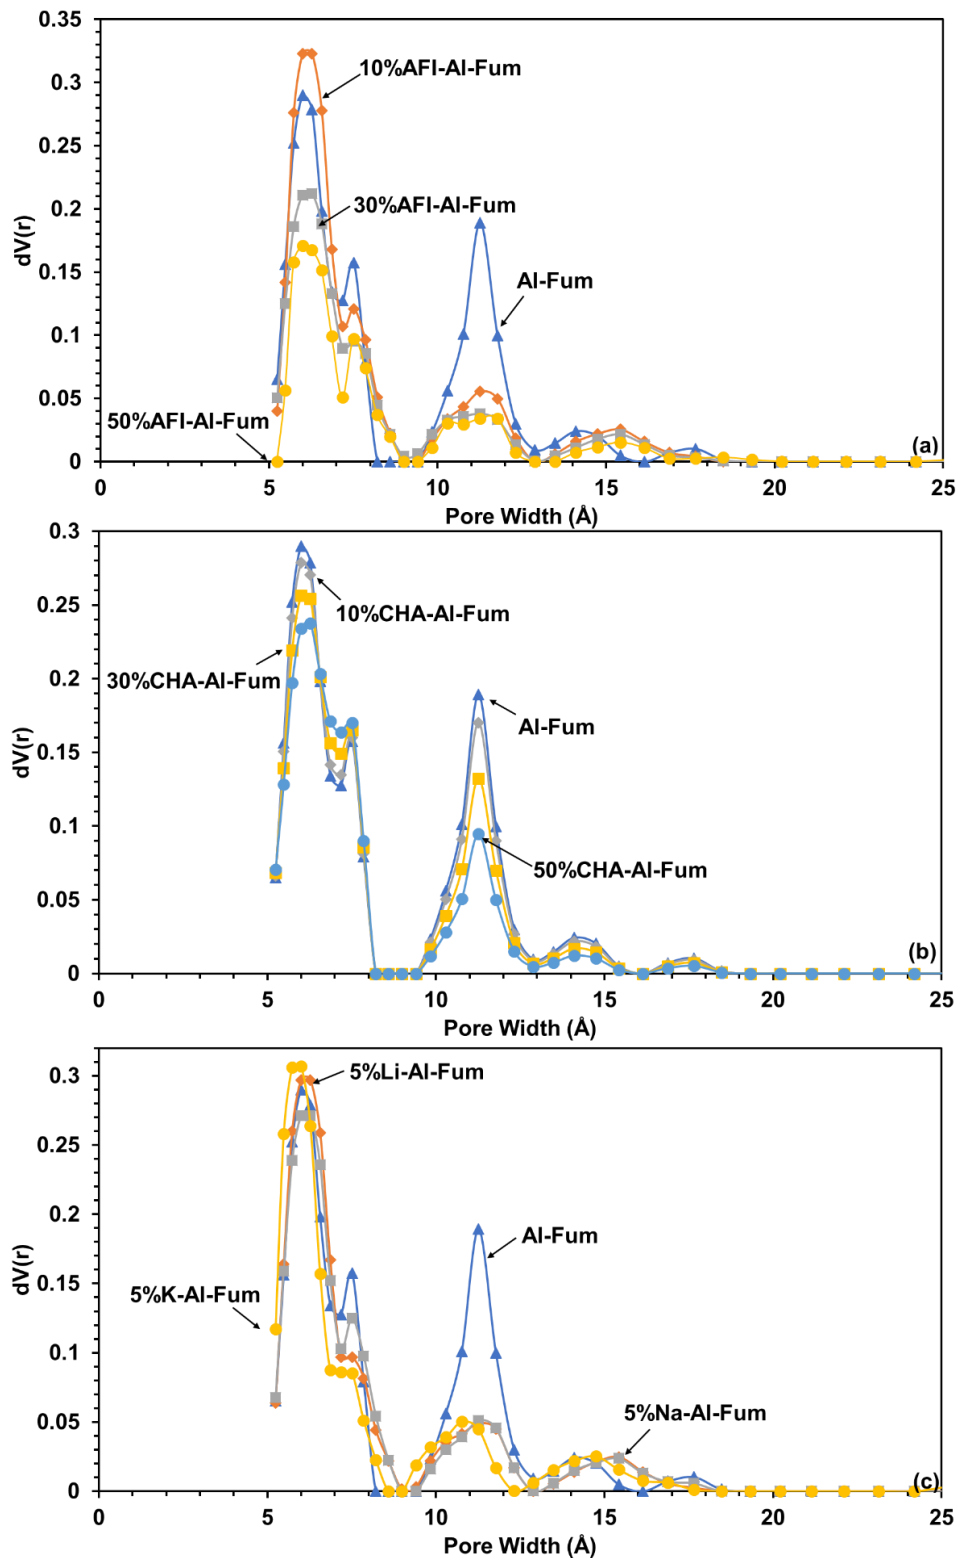 0.35
0.3
0.25
0.2
0.15
0.1
0.05
0
dV(r)
10%AFI-Al-Fum
30%AFI-Al-Fum
Al-Fum
50%AFI-Al-Fum
(a)
0 5 10 15 20 25
Pore Width (Å)
0.3
0.25
0.2
0.15
0.1
0.05
0
dV(r)
10%CHA-Al-Fum
30%CHA-Al-Fum
Al-Fum
50%CHA-Al-Fum
(b)
0 5 10 15 20 25
Pore Width (Å)
0.3
0.25
0.2
0.15
0.1
0.05
0
dV(r)
5%Li-Al-Fum
Al-Fum
5%K-Al-Fum
5%Na-Al-Fum
(c)
0 5 10 15 20 25
Pore Width (Å)